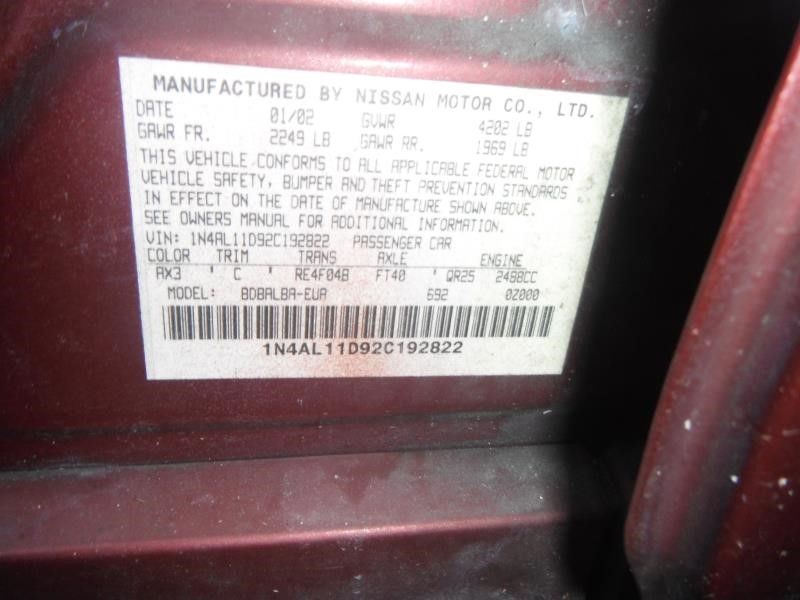 MANUFACTURED BY NISSAN MOTOR CO., LTD.
DATE 01/02 GVWR 4202 LB
GAWR FR. 2249 LB GAWR RR. 1969 LB
THIS VEHICLE CONFORMS TO ALL APPLICABLE FEDERAL MOTOR
VEHICLE SAFETY, BUMPER AND THEFT PREVENTION STANDARDS
IN EFFECT ON THE DATE OF MANUFACTURE SHOWN ABOVE.
SEE OWNERS MANUAL FOR ADDITIONAL INFORMATION.
VIN: 1N4AL11D92C192822 PASSENGER CAR
COLOR TRIM TRANS AXLE ENGINE
AX3 ' C ' RE4F04B FT40 ' QR25 2488CC
MODEL: BDBALBA-EUA 692 0Z000
1N4AL11D92C192822